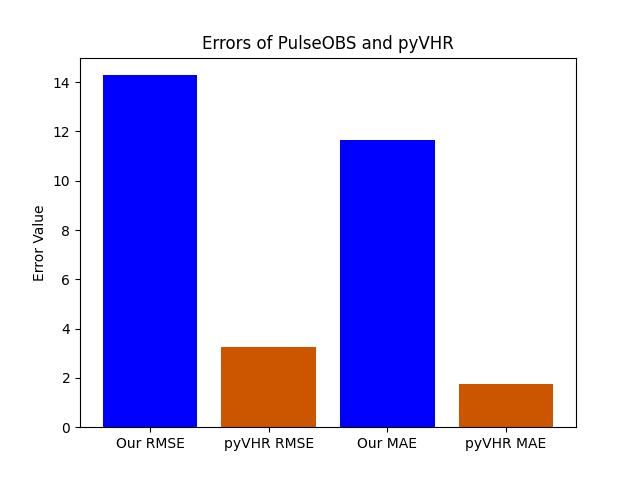 Errors of PulseOBS and pyVHR
Error Value
14
12
10
8
6
4
2
0
Our RMSE
pyVHR RMSE
Our MAE
pyVHR MAE